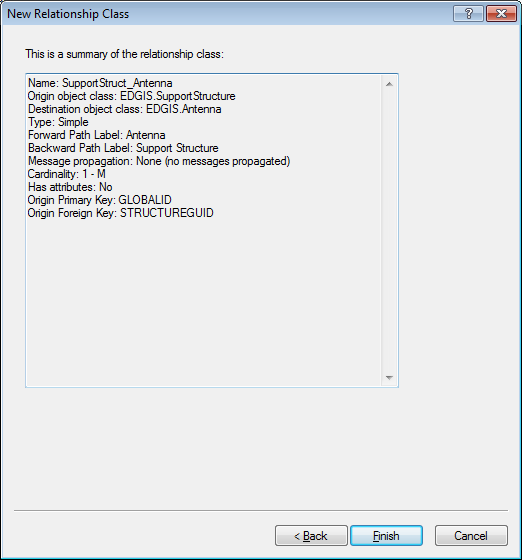 New Relationship Class
This is a summary of the relationship class:
Name: SupportStruct_Antenna
Origin object class: EDGIS.SupportStructure
Destination object class: EDGIS.Antenna
Type: Simple
Forward Path Label: Antenna
Backward Path Label: Support Structure
Message propagation: None (no messages propagated)
Cardinality: 1 - M
Has attributes: No
Origin Primary Key: GLOBALID
Origin Foreign Key: STRUCTUREGUID
< Back Finish Cancel